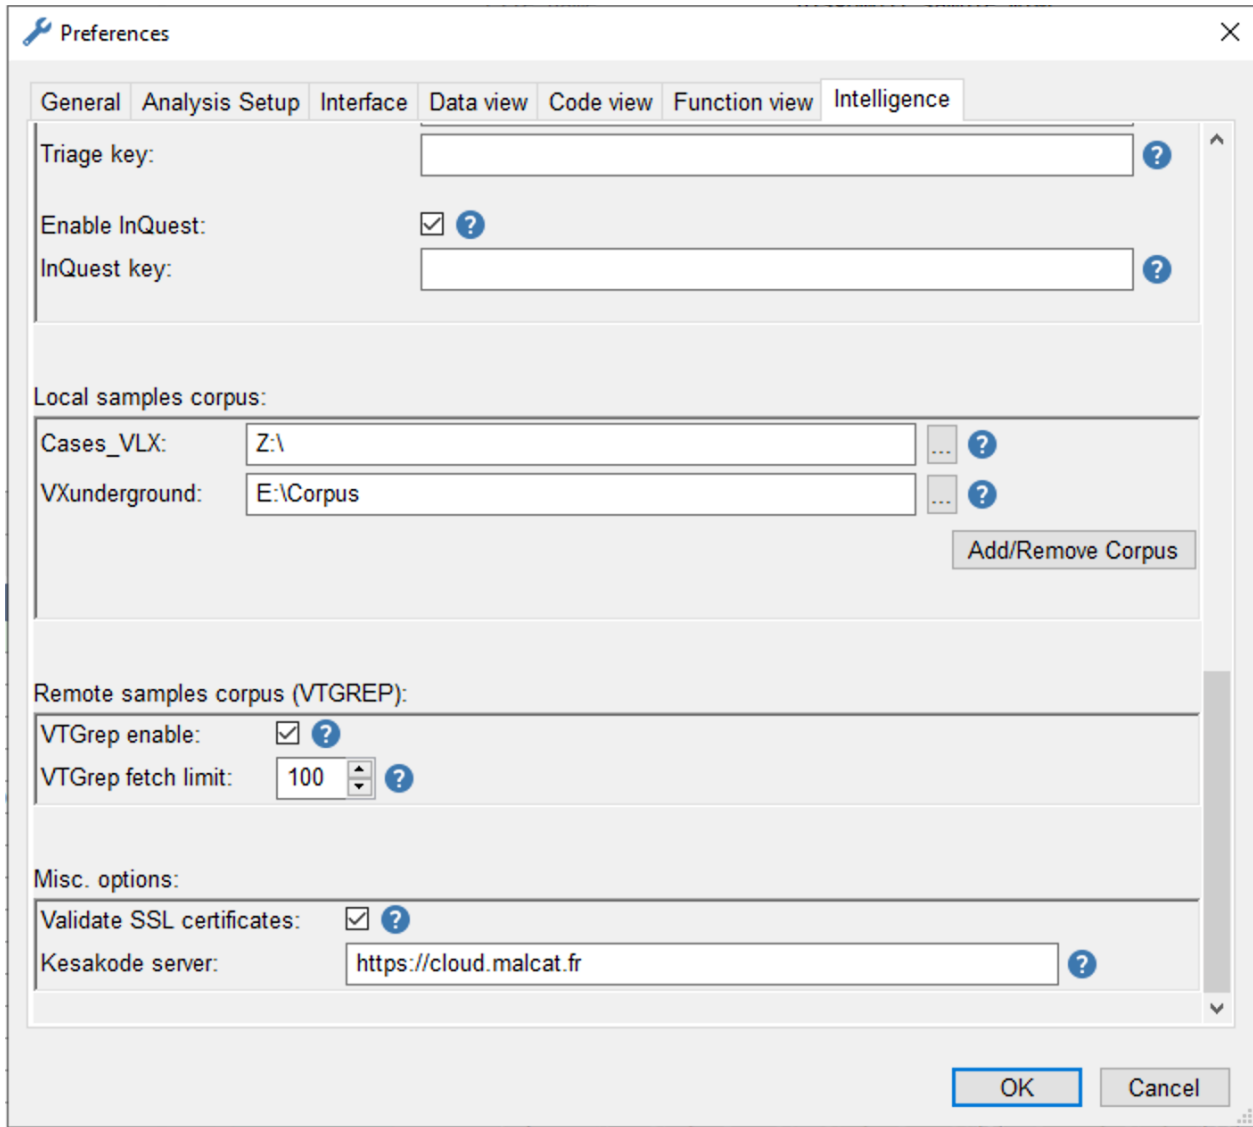 Preferences
General Analysis Setup Interface Data view Code view Function view Intelligence
Triage key: ?
Enable InQuest: ?
InQuest key: ?
Local samples corpus:
Cases_VLX: Z:\ ... ?
VXunderground: E:\Corpus ... ?
Add/Remove Corpus
Remote samples corpus (VTGREP):
VTGrep enable: ?
VTGrep fetch limit: 100 ?
Misc. options:
Validate SSL certificates: ?
Kesakode server: https://cloud.malcat.fr ?
OK Cancel